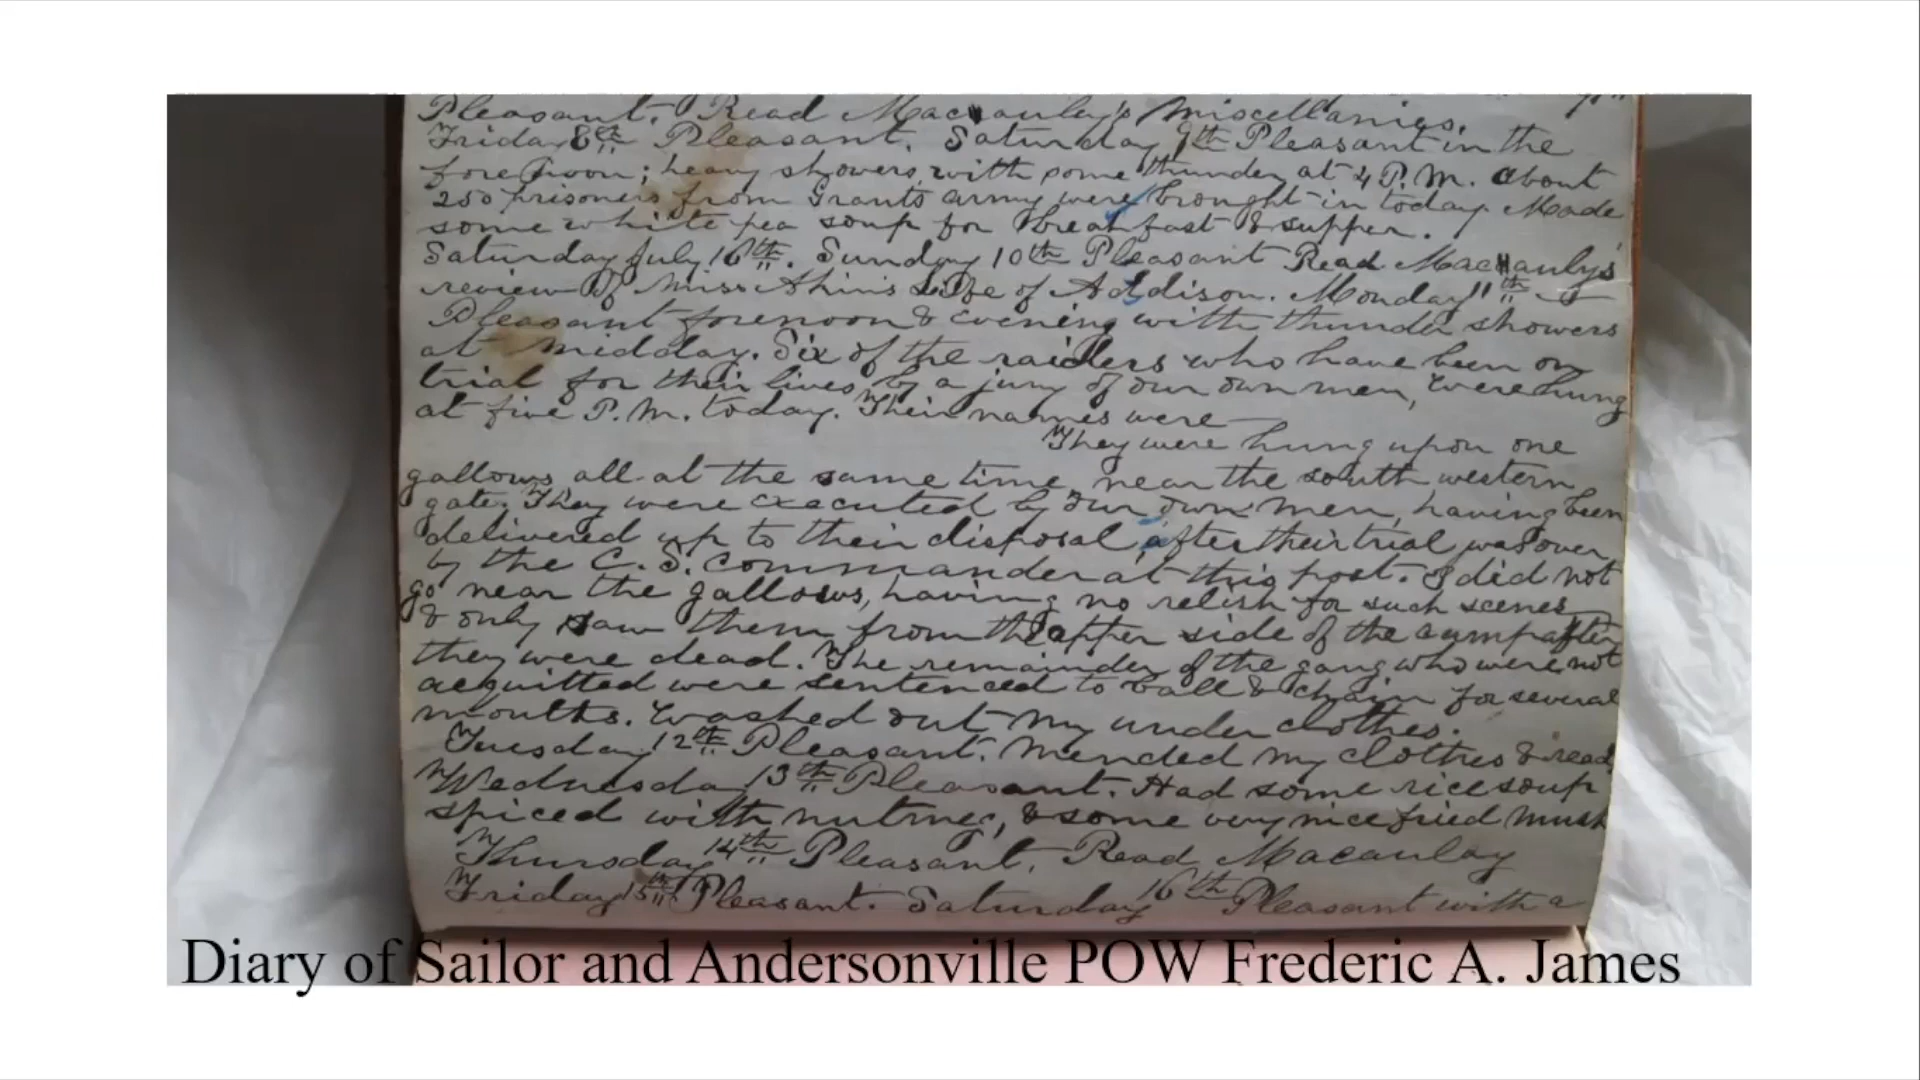 Pleasant. Read Macaulay's Miscellanies.
Friday 8th Pleasant. Saturday 9th Pleasant in the
forenoon; heavy showers with some thunder at 4 P.M. About
250 prisoners from Grants army were brought in today. Made
some white pea soup for breakfast & supper.
Saturday July 16th. Sunday 10th Pleasant Read Macaulys
review of Miss Akin's Life of Addison. Monday 11th
Pleasant forenoon & evening with thunder showers
at midday. Six of the raiders who have been on
trial for their lives by a jury of our own men, were hung
at five P.M. today. Their names were
They were hung upon one
gallows all at the same time, near the south western
gate. They were executed by our own men, having been
delivered up to their disposal after their trial was over
by the C.S. commander at this post. I did not
go near the gallows, having no relish for such scenes
& only saw them from the upper side of the camp after
they were dead. The remainder of the gang who were not
acquitted were sentenced to ball & chain for several
months. Washed out my under clothes.
Tuesday 12th Pleasant. Mended my clothes & read
Wednesday 13th Pleasant. Had some rice soup
spiced with nutmeg, & some very nice fried mush
Thursday 14th Pleasant. Read Macaulay
Friday 15th Pleasant. Saturday 16th Pleasant with a
Diary of Sailor and Andersonville POW Frederic A. James